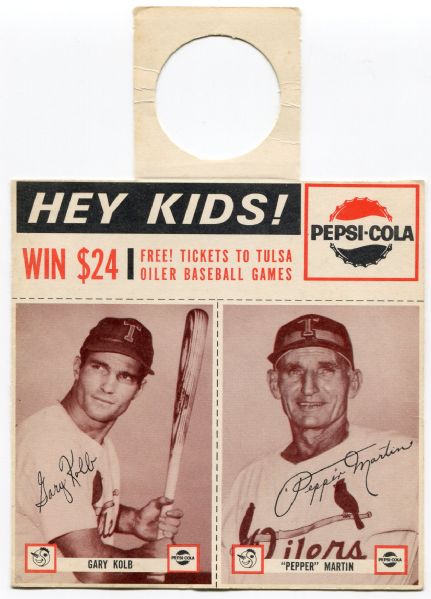 HEY KIDS!
PEPSI-COLA
WIN $24
FREE! TICKETS TO TULSA
OILER BASEBALL GAMES
T
Gary Kolb
GARY KOLB
PEPSI-COLA
T
Pepper Martin
Oilers
"PEPPER" MARTIN
PEPSI-COLA